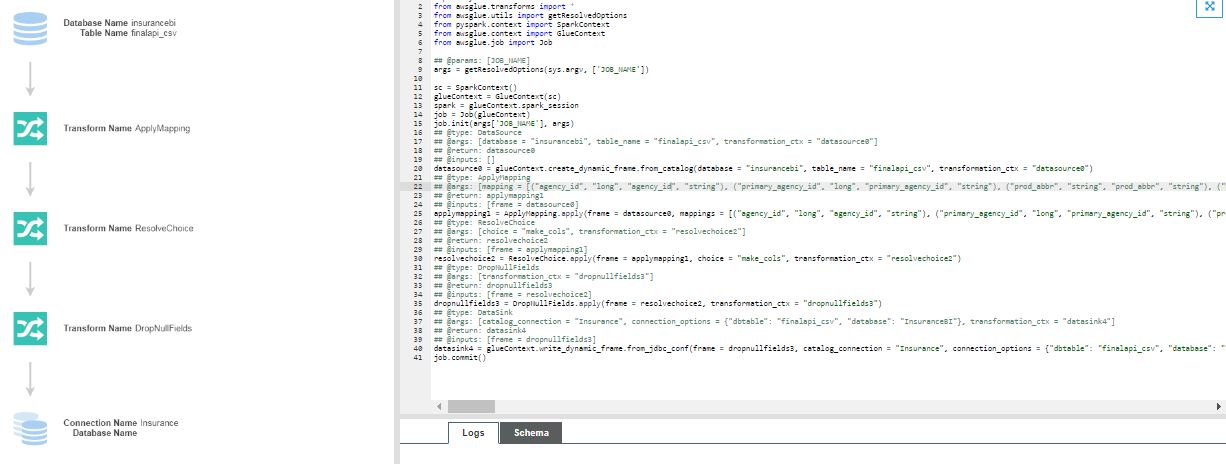 Database Name insurancebi
Table Name finalapi_csv
Transform Name ApplyMapping
Transform Name ResolveChoice
Transform Name DropNullFields
Connection Name Insurance
Database Name
2 from awsglue.transforms import *
3 from awsglue.utils import getResolvedOptions
4 from pyspark.context import SparkContext
5 from awsglue.context import GlueContext
6 from awsglue.job import Job
7
8 ## @params: [JOB_NAME]
9 args = getResolvedOptions(sys.argv, ['JOB_NAME'])
10
11 sc = SparkContext()
12 glueContext = GlueContext(sc)
13 spark = glueContext.spark_session
14 job = Job(glueContext)
15 job.init(args['JOB_NAME'], args)
16 ## @type: DataSource
17 ## @args: [database = "insurancebi", table_name = "finalapi_csv", transformation_ctx = "datasource0"]
18 ## @return: datasource0
19 ## @inputs: []
20 datasource0 = glueContext.create_dynamic_frame.from_catalog(database = "insurancebi", table_name = "finalapi_csv", transformation_ctx = "datasource0")
21 ## @type: ApplyMapping
22 ## @args: [mapping = [("agency_id", "long", "agency_id", "string"), ("primary_agency_id", "long", "primary_agency_id", "string"), ("prod_abbr", "string", "prod_abbr", "string"), ("
23 ## @return: applymapping1
24 ## @inputs: [frame = datasource0]
25 applymapping1 = ApplyMapping.apply(frame = datasource0, mappings = [("agency_id", "long", "agency_id", "string"), ("primary_agency_id", "long", "primary_agency_id", "string"), ("pr
26 ## @type: ResolveChoice
27 ## @args: [choice = "make_cols", transformation_ctx = "resolvechoice2"]
28 ## @return: resolvechoice2
29 ## @inputs: [frame = applymapping1]
30 resolvechoice2 = ResolveChoice.apply(frame = applymapping1, choice = "make_cols", transformation_ctx = "resolvechoice2")
31 ## @type: DropNullFields
32 ## @args: [transformation_ctx = "dropnullfields3"]
33 ## @return: dropnullfields3
34 ## @inputs: [frame = resolvechoice2]
35 dropnullfields3 = DropNullFields.apply(frame = resolvechoice2, transformation_ctx = "dropnullfields3")
36 ## @type: DataSink
37 ## @args: [catalog_connection = "Insurance", connection_options = {"dbtable": "finalapi_csv", "database": "InsuranceBI"}, transformation_ctx = "datasink4"]
38 ## @return: datasink4
39 ## @inputs: [frame = dropnullfields3]
40 datasink4 = glueContext.write_dynamic_frame.from_jdbc_conf(frame = dropnullfields3, catalog_connection = "Insurance", connection_options = {"dbtable": "finalapi_csv", "database": "
41 job.commit()
Logs
Schema